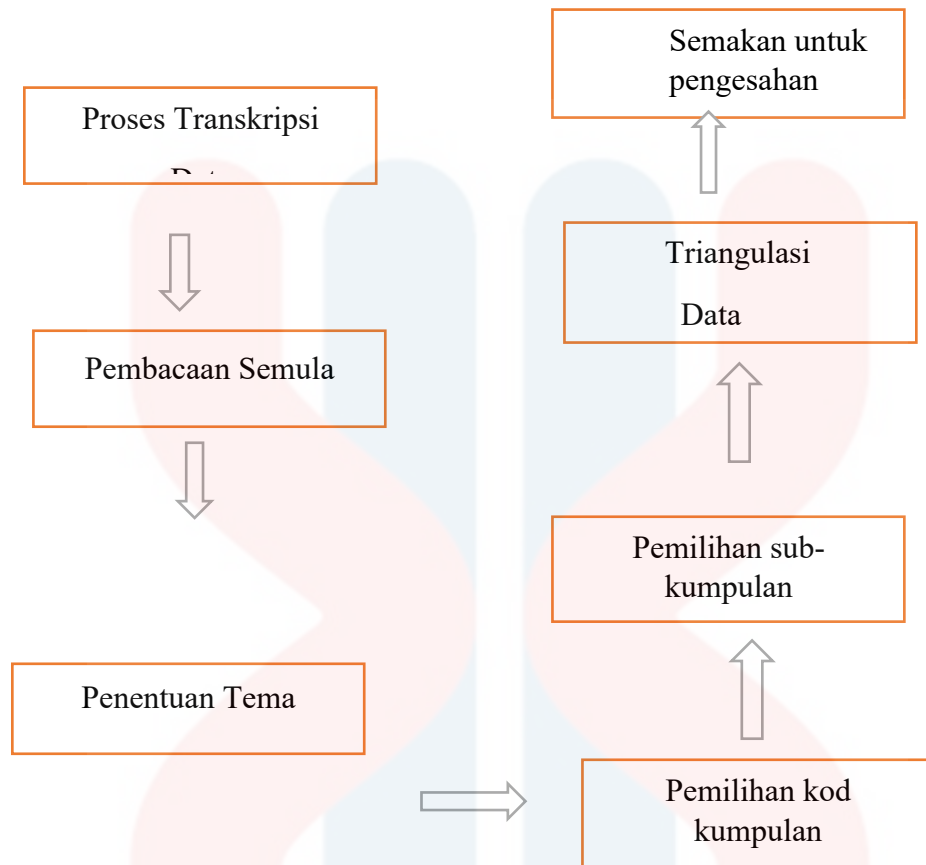 Proses Transkripsi
Pembacaan Semula
Penentuan Tema
Pemilihan kod
kumpulan
Pemilihan sub-
kumpulan
Triangulasi
Data
Semakan untuk
pengesahan